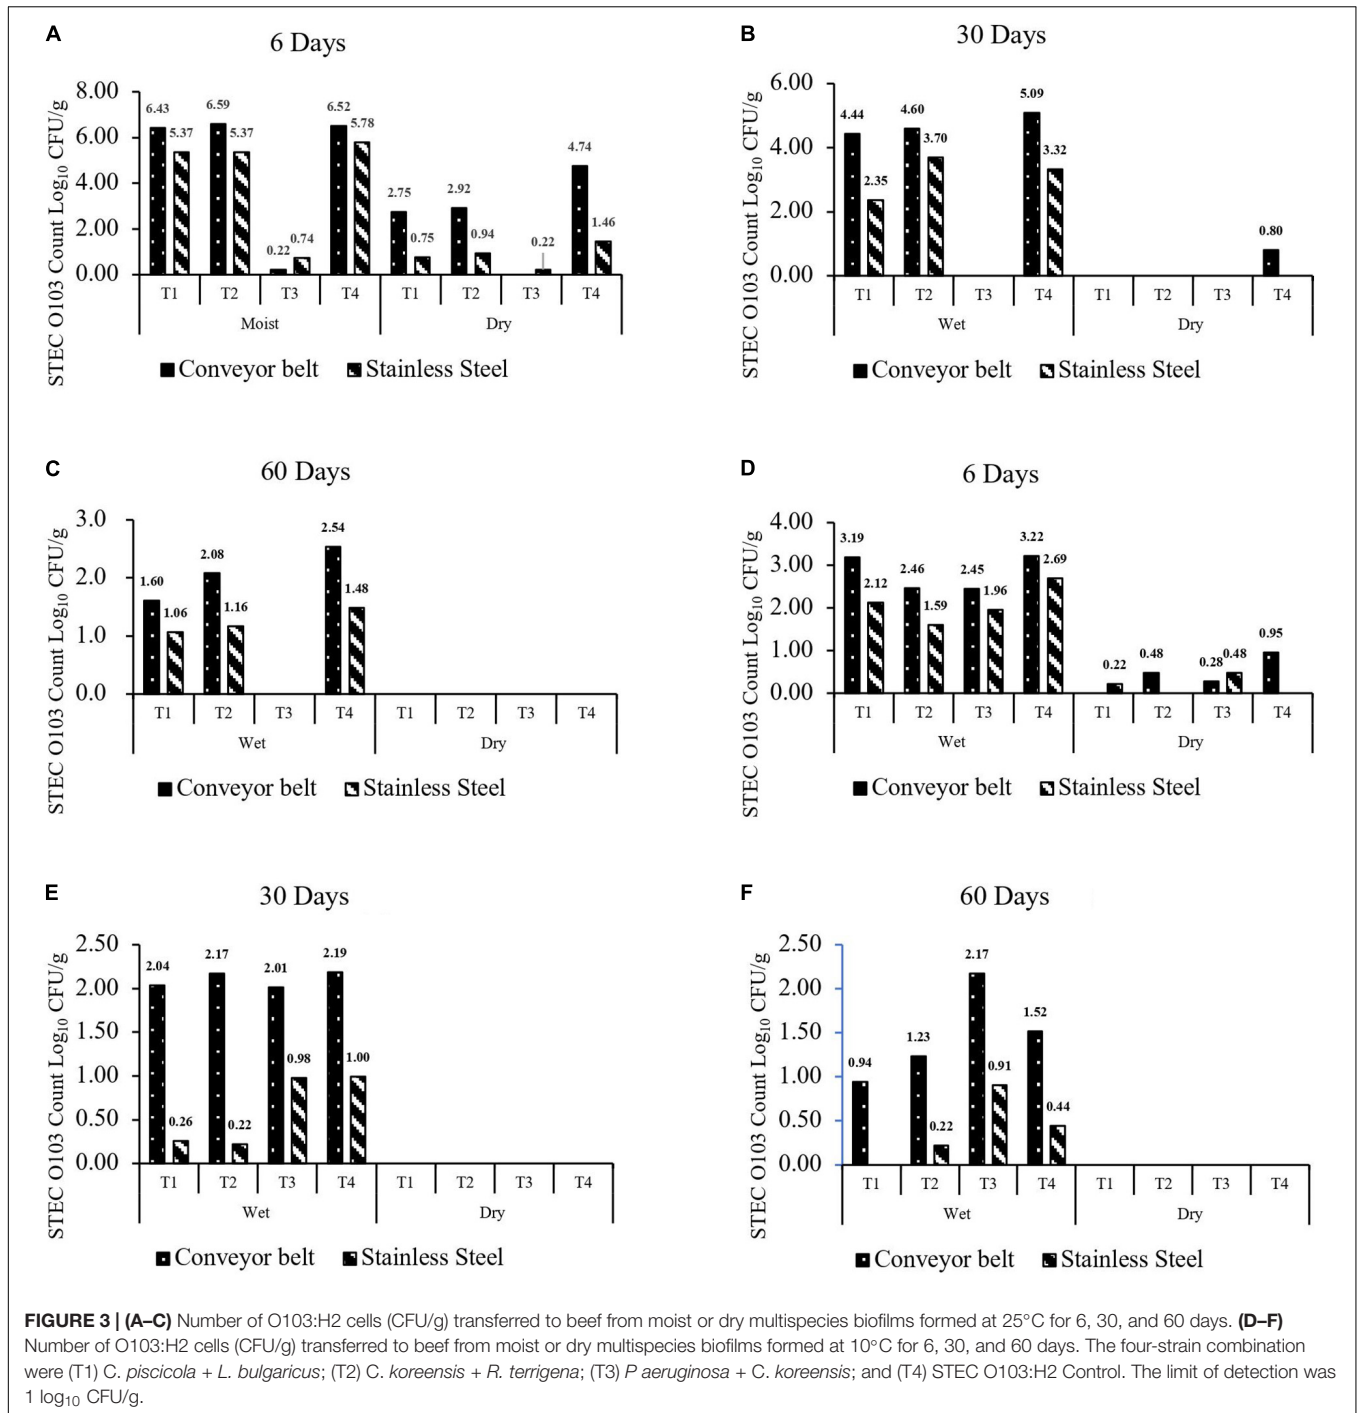 A
6 Days
STEC O103 Count Log10 CFU/g
8.00
6.00
4.00
2.00
0.00
6.43
5.37
6.59
5.37
0.22
0.74
6.52
5.78
2.75
0.75
2.92
0.94
0.22
4.74
1.46
T1 T2 T3 T4 T1 T2 T3 T4
Moist Dry
Conveyor belt Stainless Steel
B
30 Days
STEC O103 Count Log10 CFU/g
6.00
4.00
2.00
0.00
4.44
2.35
4.60
3.70
5.09
3.32
0.80
T1 T2 T3 T4 T1 T2 T3 T4
Wet Dry
Conveyor belt Stainless Steel
C
60 Days
STEC O103 Count Log10 CFU/g
3.0
2.0
1.0
0.0
1.60
1.06
2.08
1.16
2.54
1.48
T1 T2 T3 T4 T1 T2 T3 T4
Wet Dry
Conveyor belt Stainless Steel
D
6 Days
STEC O103 Count Log10 CFU/g
4.00
3.00
2.00
1.00
0.00
3.19
2.12
2.46
1.59
2.45
1.96
3.22
2.69
0.22
0.48
0.28
0.48
0.95
T1 T2 T3 T4 T1 T2 T3 T4
Wet Dry
Conveyor belt Stainless Steel
E
30 Days
STEC O103 Count Log10 CFU/g
2.50
2.00
1.50
1.00
0.50
0.00
2.04
0.26
2.17
0.22
2.01
0.98
2.19
1.00
T1 T2 T3 T4 T1 T2 T3 T4
Wet Dry
Conveyor belt Stainless Steel
F
60 Days
STEC O103 Count Log10 CFU/g
2.50
2.00
1.50
1.00
0.50
0.00
0.94
1.23
0.22
2.17
0.91
1.52
0.44
T1 T2 T3 T4 T1 T2 T3 T4
Wet Dry
Conveyor belt Stainless Steel
FIGURE 3 | (A–C) Number of O103:H2 cells (CFU/g) transferred to beef from moist or dry multispecies biofilms formed at 25°C for 6, 30, and 60 days. (D–F)
Number of O103:H2 cells (CFU/g) transferred to beef from moist or dry multispecies biofilms formed at 10°C for 6, 30, and 60 days. The four-strain combination
were (T1) C. piscicola + L. bulgaricus; (T2) C. koreensis + R. terrigena; (T3) P aeruginosa + C. koreensis; and (T4) STEC O103:H2 Control. The limit of detection was
1 log10 CFU/g.